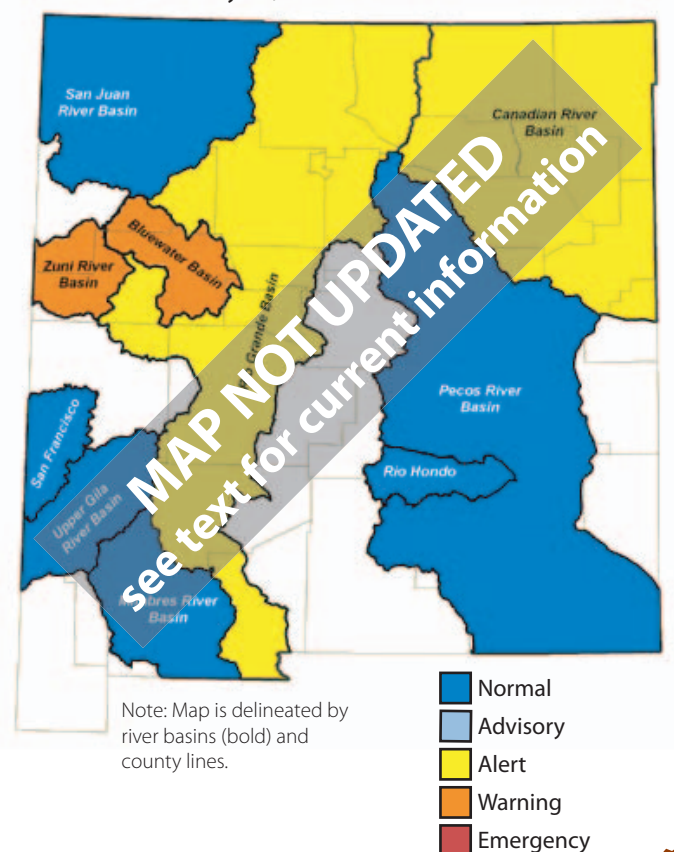 San Juan
River Basin
Canadian River
Basin
Bluewater Basin
Zuni River
Basin
Grande Basin
MAP NOT UPDATED
see text for current information
Pecos River
Basin
San Francisco
Rio Hondo
Upper Gila
River Basin
River
Basin
Note: Map is delineated by
river basins (bold) and
county lines.
Normal
Advisory
Alert
Warning
Emergency